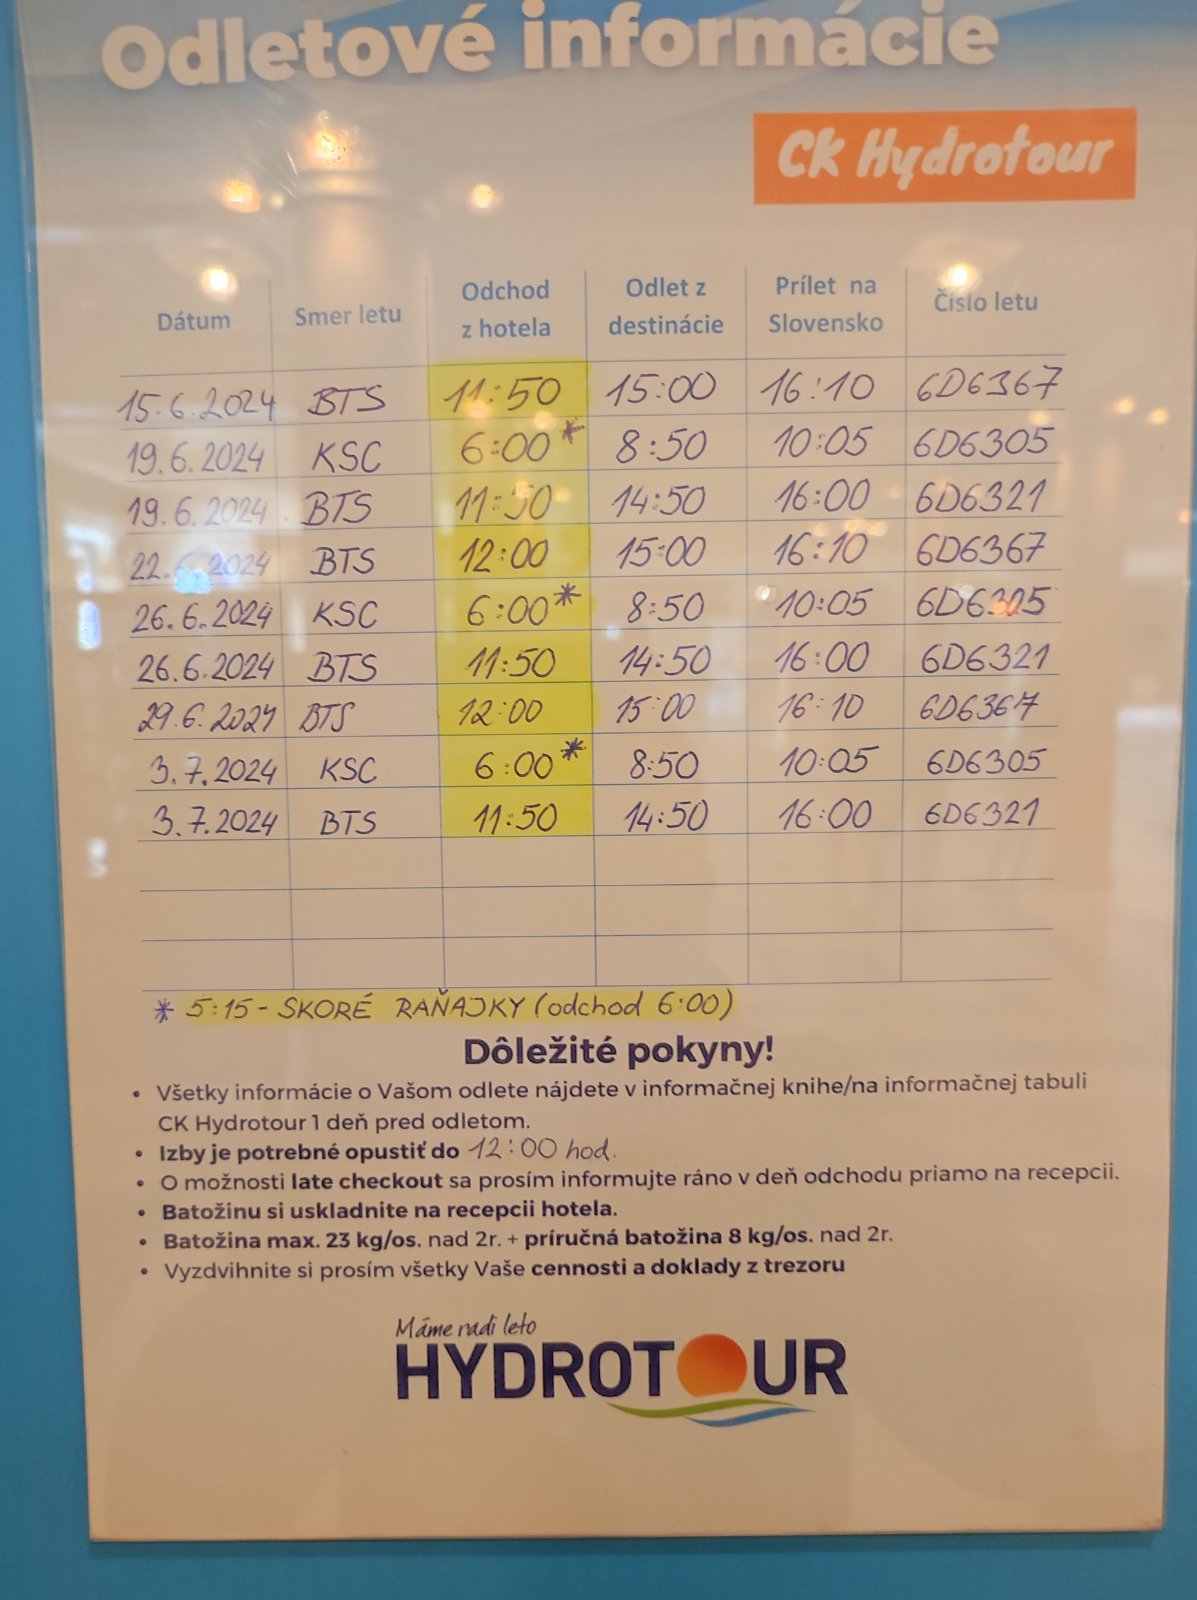 Odletové informácie
CK Hydrotour
Dátum Smer letu Odchod z hotela Odlet z destinácie Prílet na Slovensko Číslo letu
15.6.2024 BTS 11:50 15:00 16:10 6D6367
19.6.2024 KSC 6:00* 8:50 10:05 6D6305
19.6.2024 BTS 11:50 14:50 16:00 6D6321
22.6.2024 BTS 12:00 15:00 16:10 6D6367
26.6.2024 KSC 6:00* 8:50 10:05 6D6305
26.6.2024 BTS 11:50 14:50 16:00 6D6321
29.6.2024 BTS 12:00 15:00 16:10 6D6367
3.7.2024 KSC 6:00* 8:50 10:05 6D6305
3.7.2024 BTS 11:50 14:50 16:00 6D6321
* 5:15 - SKORÉ RAŇAJKY (odchod 6:00)
Dôležité pokyny!
• Všetky informácie o Vašom odlete nájdete v informačnej knihe/na informačnej tabuli
CK Hydrotour 1 deň pred odletom.
• Izby je potrebné opustiť do 12:00 hod.
• O možnosti late checkout sa prosím informujte ráno v deň odchodu priamo na recepcii.
• Batožinu si uskladnite na recepcii hotela.
• Batožina max. 23 kg/os. nad 2r. + príručná batožina 8 kg/os. nad 2r.
• Vyzdvihnite si prosím všetky Vaše cennosti a doklady z trezoru
Máme radi leto
HYDROTOUR